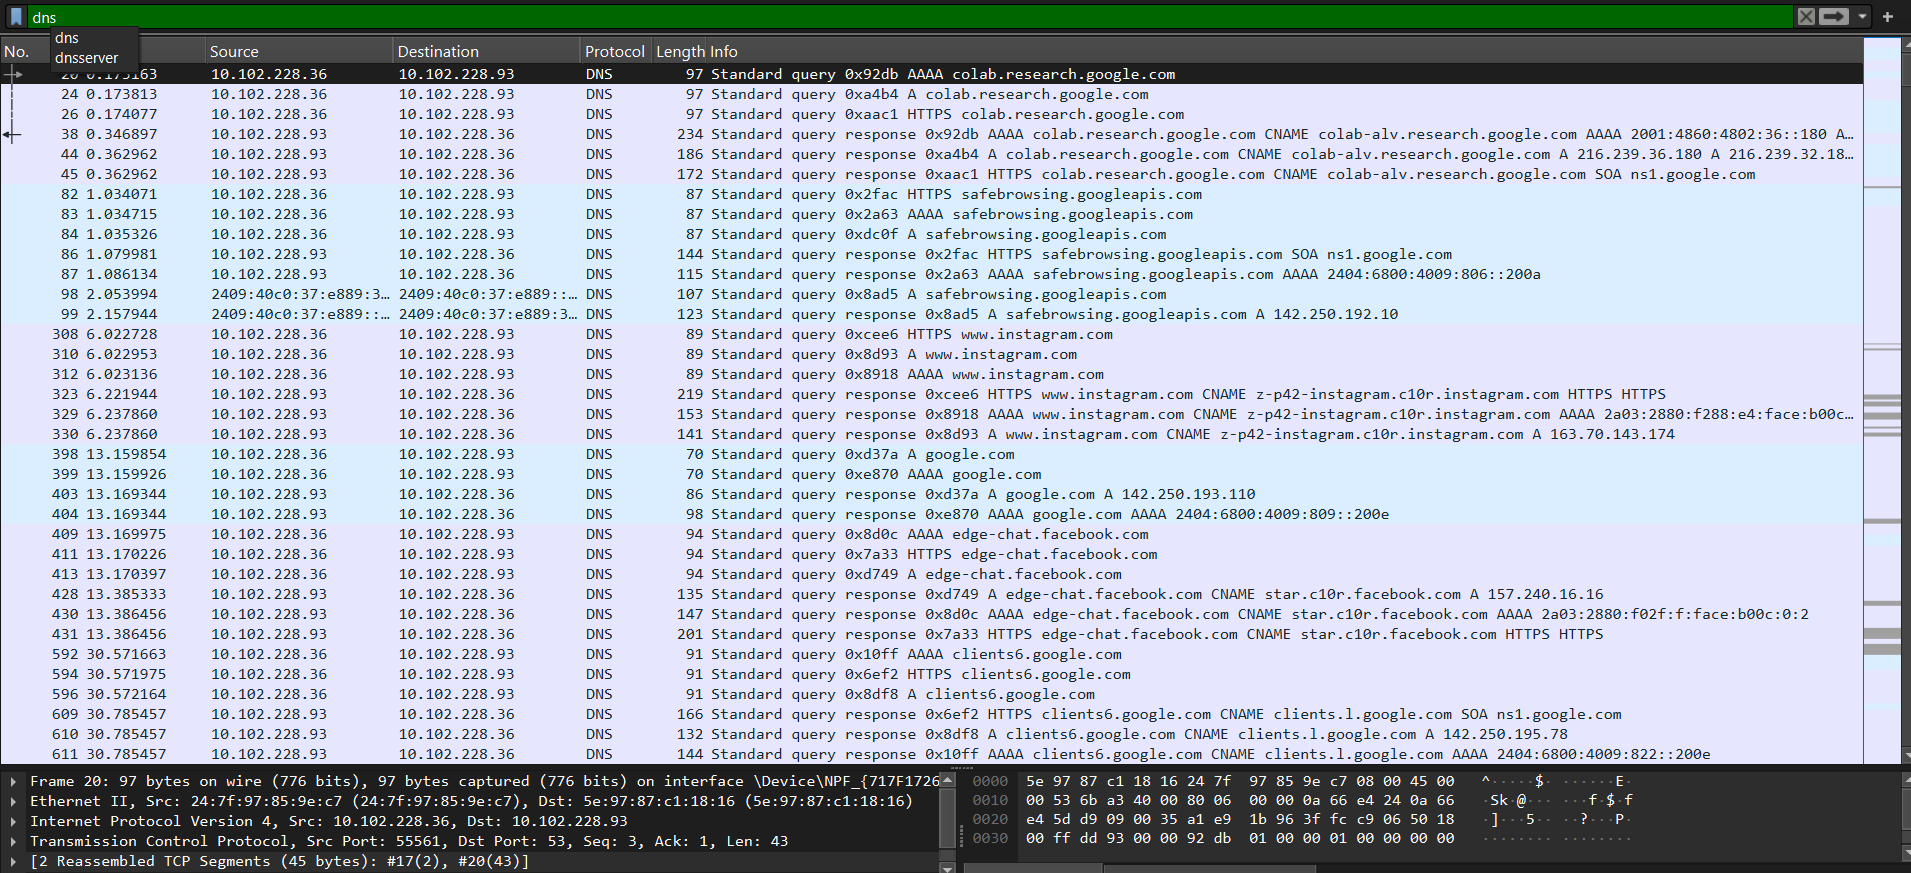 dns
dns
dnsserver
No. Source Destination Protocol Length Info
20 0.173163 10.102.228.36 10.102.228.93 DNS 97 Standard query 0x92db AAAA colab.research.google.com
24 0.173813 10.102.228.36 10.102.228.93 DNS 97 Standard query 0xa4b4 A colab.research.google.com
26 0.174077 10.102.228.36 10.102.228.93 DNS 97 Standard query 0xaac1 HTTPS colab.research.google.com
38 0.346897 10.102.228.93 10.102.228.36 DNS 234 Standard query response 0x92db AAAA colab.research.google.com CNAME colab-alv.research.google.com AAAA 2001:4860:4802:36::180 A…
44 0.362962 10.102.228.93 10.102.228.36 DNS 186 Standard query response 0xa4b4 A colab.research.google.com CNAME colab-alv.research.google.com A 216.239.36.180 A 216.239.32.18…
45 0.362962 10.102.228.93 10.102.228.36 DNS 172 Standard query response 0xaac1 HTTPS colab.research.google.com CNAME colab-alv.research.google.com SOA ns1.google.com
82 1.034071 10.102.228.36 10.102.228.93 DNS 87 Standard query 0x2fac HTTPS safebrowsing.googleapis.com
83 1.034715 10.102.228.36 10.102.228.93 DNS 87 Standard query 0x2a63 AAAA safebrowsing.googleapis.com
84 1.035326 10.102.228.36 10.102.228.93 DNS 87 Standard query 0xdc0f A safebrowsing.googleapis.com
86 1.079981 10.102.228.93 10.102.228.36 DNS 144 Standard query response 0x2fac HTTPS safebrowsing.googleapis.com SOA ns1.google.com
87 1.086134 10.102.228.93 10.102.228.36 DNS 115 Standard query response 0x2a63 AAAA safebrowsing.googleapis.com AAAA 2404:6800:4009:806::200a
98 2.053994 2409:40c0:37:e889:3… 2409:40c0:37:e889::… DNS 107 Standard query 0x8ad5 A safebrowsing.googleapis.com
99 2.157944 2409:40c0:37:e889::… 2409:40c0:37:e889:3… DNS 123 Standard query response 0x8ad5 A safebrowsing.googleapis.com A 142.250.192.10
308 6.022728 10.102.228.36 10.102.228.93 DNS 89 Standard query 0xcee6 HTTPS www.instagram.com
310 6.022953 10.102.228.36 10.102.228.93 DNS 89 Standard query 0x8d93 A www.instagram.com
312 6.023136 10.102.228.36 10.102.228.93 DNS 89 Standard query 0x8918 AAAA www.instagram.com
323 6.221944 10.102.228.93 10.102.228.36 DNS 219 Standard query response 0xcee6 HTTPS www.instagram.com CNAME z-p42-instagram.c10r.instagram.com HTTPS HTTPS
329 6.237860 10.102.228.93 10.102.228.36 DNS 153 Standard query response 0x8918 AAAA www.instagram.com CNAME z-p42-instagram.c10r.instagram.com AAAA 2a03:2880:f288:e4:face:b00c…
330 6.237860 10.102.228.93 10.102.228.36 DNS 141 Standard query response 0x8d93 A www.instagram.com CNAME z-p42-instagram.c10r.instagram.com A 163.70.143.174
398 13.159854 10.102.228.36 10.102.228.93 DNS 70 Standard query 0xd37a A google.com
399 13.159926 10.102.228.36 10.102.228.93 DNS 70 Standard query 0xe870 AAAA google.com
403 13.169344 10.102.228.93 10.102.228.36 DNS 86 Standard query response 0xd37a A google.com A 142.250.193.110
404 13.169344 10.102.228.93 10.102.228.36 DNS 98 Standard query response 0xe870 AAAA google.com AAAA 2404:6800:4009:809::200e
409 13.169975 10.102.228.36 10.102.228.93 DNS 94 Standard query 0x8d0c AAAA edge-chat.facebook.com
411 13.170226 10.102.228.36 10.102.228.93 DNS 94 Standard query 0x7a33 HTTPS edge-chat.facebook.com
413 13.170397 10.102.228.36 10.102.228.93 DNS 94 Standard query 0xd749 A edge-chat.facebook.com
428 13.385333 10.102.228.93 10.102.228.36 DNS 135 Standard query response 0xd749 A edge-chat.facebook.com CNAME star.c10r.facebook.com A 157.240.16.16
430 13.386456 10.102.228.93 10.102.228.36 DNS 147 Standard query response 0x8d0c AAAA edge-chat.facebook.com CNAME star.c10r.facebook.com AAAA 2a03:2880:f02f:f:face:b00c:0:2
431 13.386456 10.102.228.93 10.102.228.36 DNS 201 Standard query response 0x7a33 HTTPS edge-chat.facebook.com CNAME star.c10r.facebook.com HTTPS HTTPS
592 30.571663 10.102.228.36 10.102.228.93 DNS 91 Standard query 0x10ff AAAA clients6.google.com
594 30.571975 10.102.228.36 10.102.228.93 DNS 91 Standard query 0x6ef2 HTTPS clients6.google.com
596 30.572164 10.102.228.36 10.102.228.93 DNS 91 Standard query 0x8df8 A clients6.google.com
609 30.785457 10.102.228.93 10.102.228.36 DNS 166 Standard query response 0x6ef2 HTTPS clients6.google.com CNAME clients.l.google.com SOA ns1.google.com
610 30.785457 10.102.228.93 10.102.228.36 DNS 132 Standard query response 0x8df8 A clients6.google.com CNAME clients.l.google.com A 142.250.195.78
611 30.785457 10.102.228.93 10.102.228.36 DNS 144 Standard query response 0x10ff AAAA clients6.google.com CNAME clients.l.google.com AAAA 2404:6800:4009:822::200e
Frame 20: 97 bytes on wire (776 bits), 97 bytes captured (776 bits) on interface \Device\NPF_{717F1726
Ethernet II, Src: 24:7f:97:85:9e:c7 (24:7f:97:85:9e:c7), Dst: 5e:97:87:c1:18:16 (5e:97:87:c1:18:16)
Internet Protocol Version 4, Src: 10.102.228.36, Dst: 10.102.228.93
Transmission Control Protocol, Src Port: 55561, Dst Port: 53, Seq: 3, Ack: 1, Len: 43
[2 Reassembled TCP Segments (45 bytes): #17(2), #20(43)]
0000 5e 97 87 c1 18 16 24 7f 97 85 9e c7 08 00 45 00 ^·····$· ······E·
0010 00 53 6b a3 40 00 80 06 00 00 0a 66 e4 24 0a 66 ·Sk·@··· ···f·$·f
0020 e4 5d d9 09 00 35 a1 e9 1b 96 3f fc c9 06 50 18 ·]···5·· ··?···P·
0030 00 ff dd 93 00 00 92 db 01 00 00 01 00 00 00 00 ········ ········